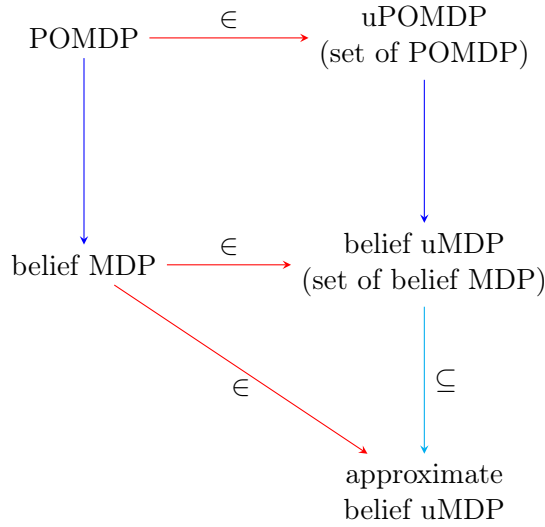 ∈
uPOMDP
POMDP
(set of POMDP)
∈
belief uMDP
belief MDP
(set of belief MDP)
∈
⊆
approximate
belief uMDP